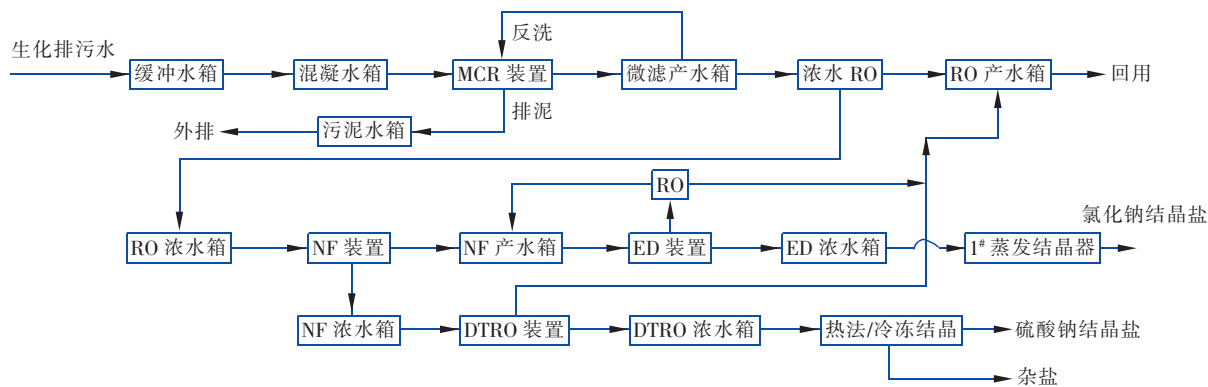 反洗
生化排污水
缓冲水箱
混凝水箱
MCR 装置
微滤产水箱
浓水 RO
RO 产水箱
回用
排泥
外排
污泥水箱
RO
氯化钠结晶盐
RO 浓水箱
NF 装置
NF 产水箱
ED 装置
ED 浓水箱
1# 蒸发结晶器
NF 浓水箱
DTRO 装置
DTRO 浓水箱
热法/冷冻结晶
硫酸钠结晶盐
杂盐